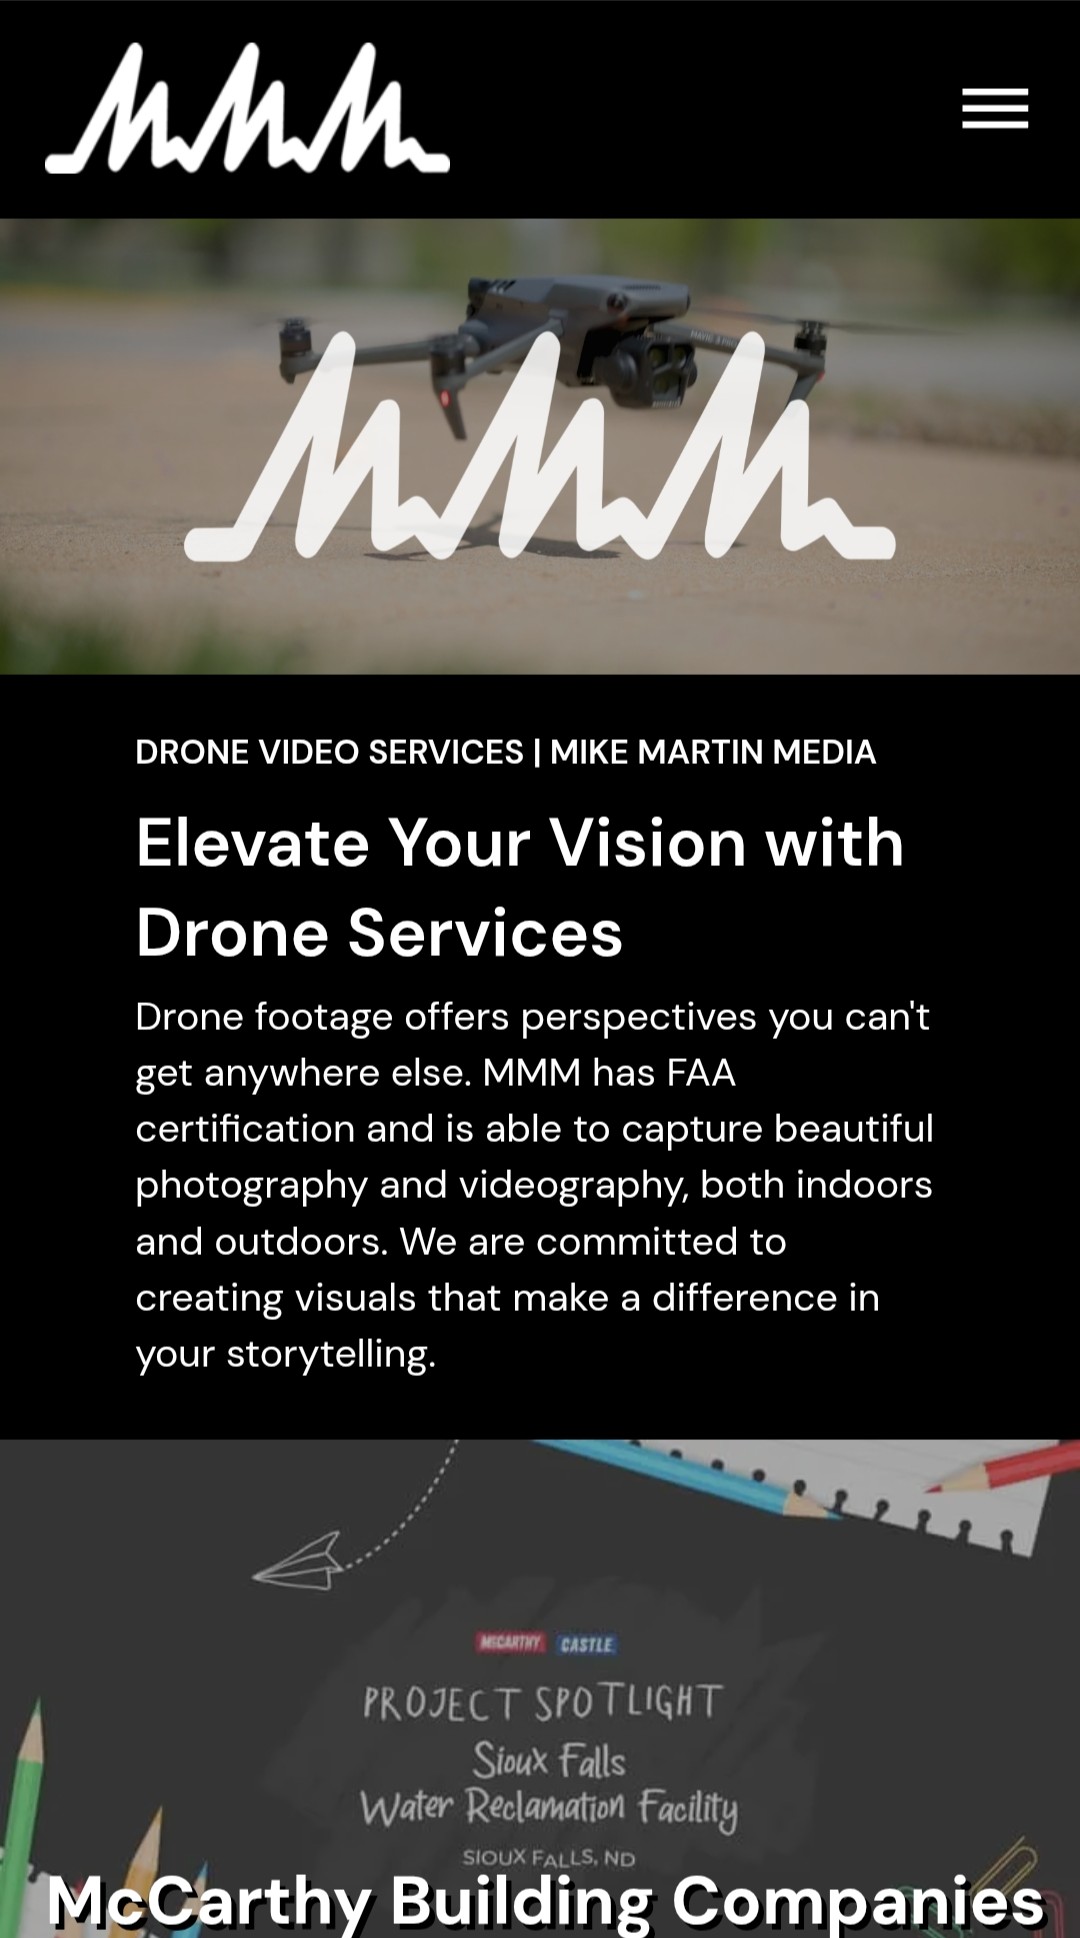 MMM
MMM
DRONE VIDEO SERVICES | MIKE MARTIN MEDIA
Elevate Your Vision with
Drone Services
Drone footage offers perspectives you can't
get anywhere else. MMM has FAA
certification and is able to capture beautiful
photography and videography, both indoors
and outdoors. We are committed to
creating visuals that make a difference in
your storytelling.
MCCARTHY CASTLE
PROJECT SPOTLIGHT
Sioux Falls
Water Reclamation Facility
SIOUX FALLS, ND
McCarthy Building Companies